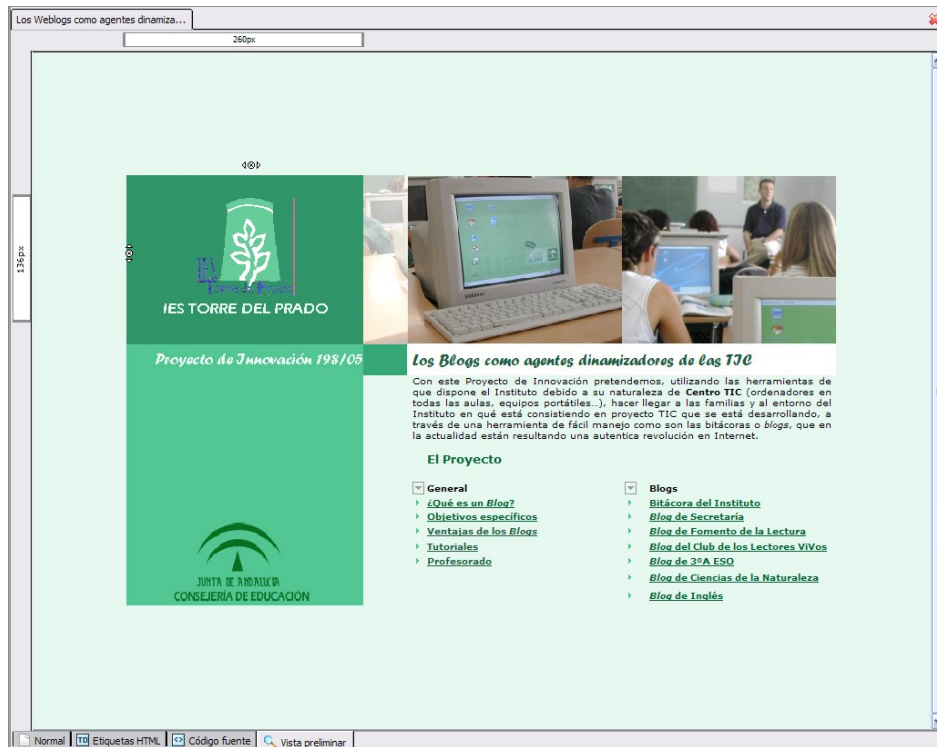 Los Weblogs como agentes dinamiza...
260px
136px
IES
Torre del Prado
IES TORRE DEL PRADO
Proyecto de Innovación 198/05
Los Blogs como agentes dinamizadores de las TIC
Con este Proyecto de Innovación pretendemos, utilizando las herramientas de
que dispone el Instituto debido a su naturaleza de Centro TIC (ordenadores en
todas las aulas, equipos portátiles...), hacer llegar a las familias y al entorno del
Instituto en qué está consistiendo en proyecto TIC que se está desarrollando, a
través de una herramienta de fácil manejo como son las bitácoras o blogs, que en
la actualidad están resultando una autentica revolución en Internet.
El Proyecto
General
¿Qué es un Blog?
Objetivos específicos
Ventajas de los Blogs
Tutoriales
Profesorado
Blogs
Bitácora del Instituto
Blog de Secretaría
Blog de Fomento de la Lectura
Blog del Club de los Lectores ViVos
Blog de 3ºA ESO
Blog de Ciencias de la Naturaleza
Blog de Inglés
JUNTA DE ANDALUCIA
CONSEJERÍA DE EDUCACIÓN
Normal
TD Etiquetas HTML
Código fuente
Vista preliminar